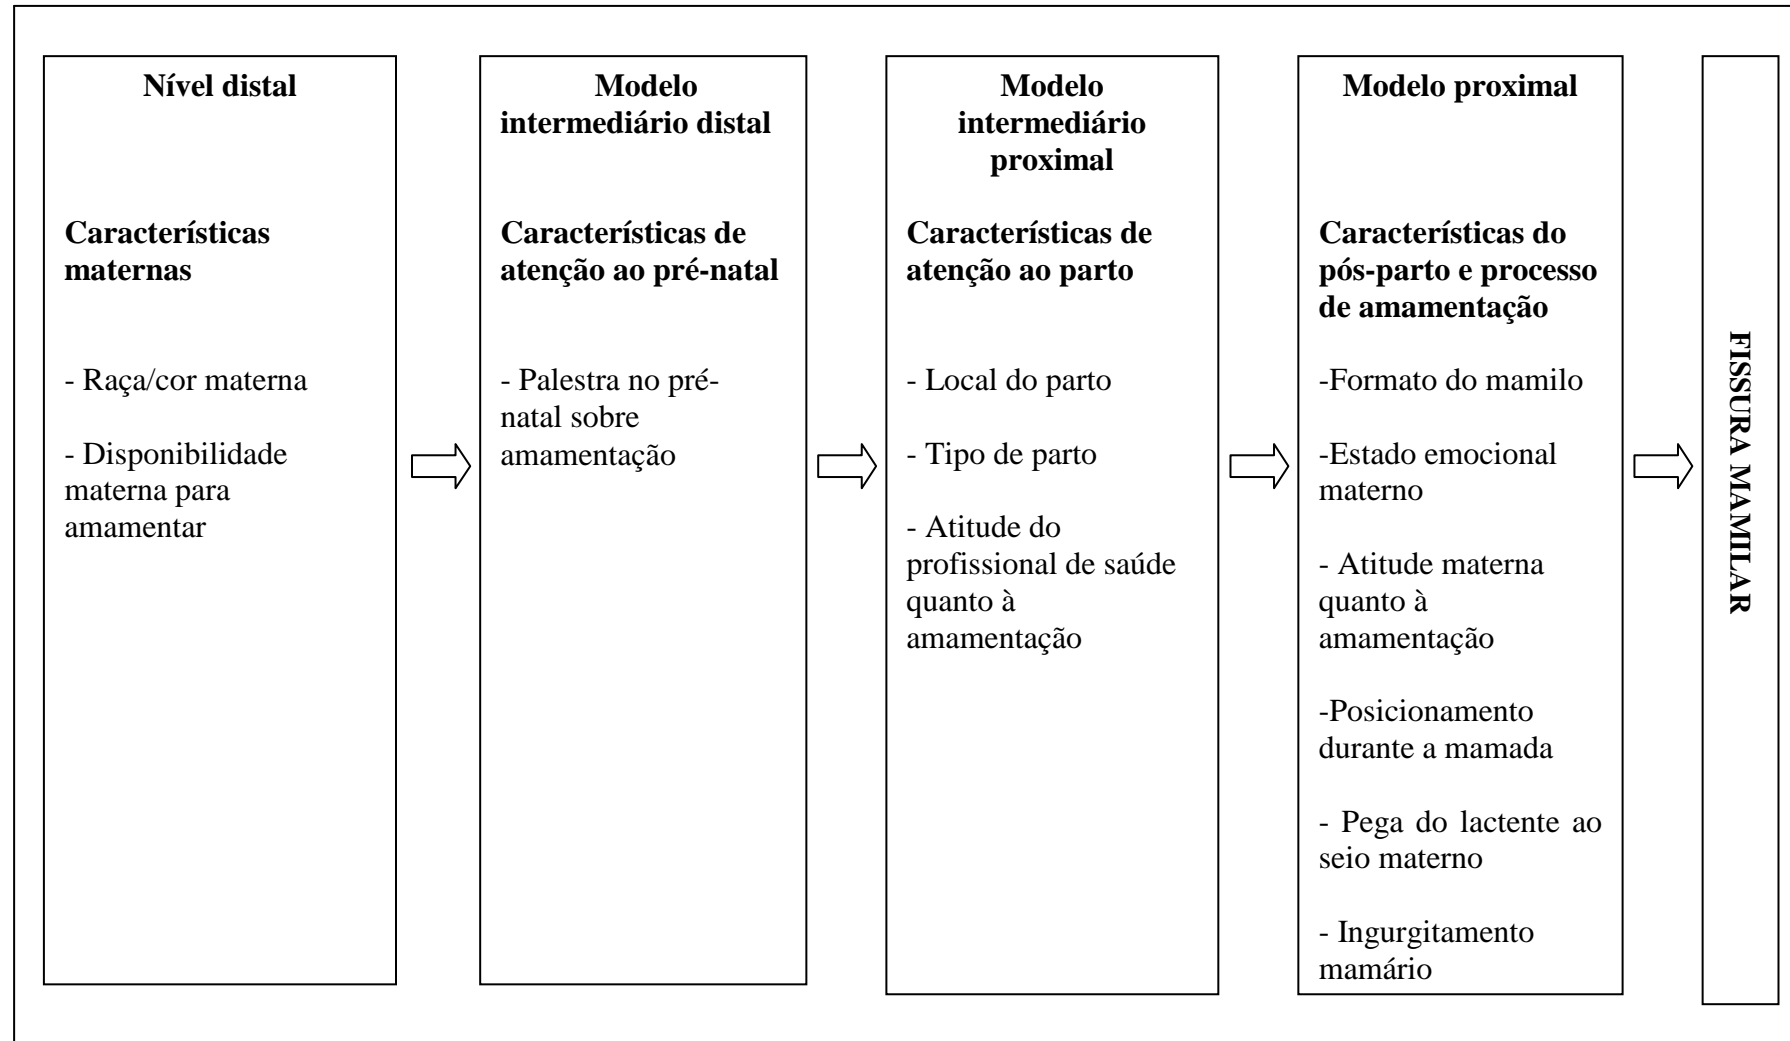 Nível distal
Características
maternas
- Raça/cor materna
- Disponibilidade
materna para
amamentar
Modelo
intermediário distal
Características de
atenção ao pré-natal
- Palestra no pré-
natal sobre
amamentação
Modelo
intermediário
proximal
Características de
atenção ao parto
- Local do parto
- Tipo de parto
- Atitude do
profissional de saúde
quanto à
amamentação
Modelo proximal
Características do
pós-parto e processo
de amamentação
-Formato do mamilo
-Estado emocional
materno
- Atitude materna
quanto à
amamentação
-Posicionamento
durante a mamada
- Pega do lactente ao
seio materno
- Ingurgitamento
mamário
FISSURA MAMILAR